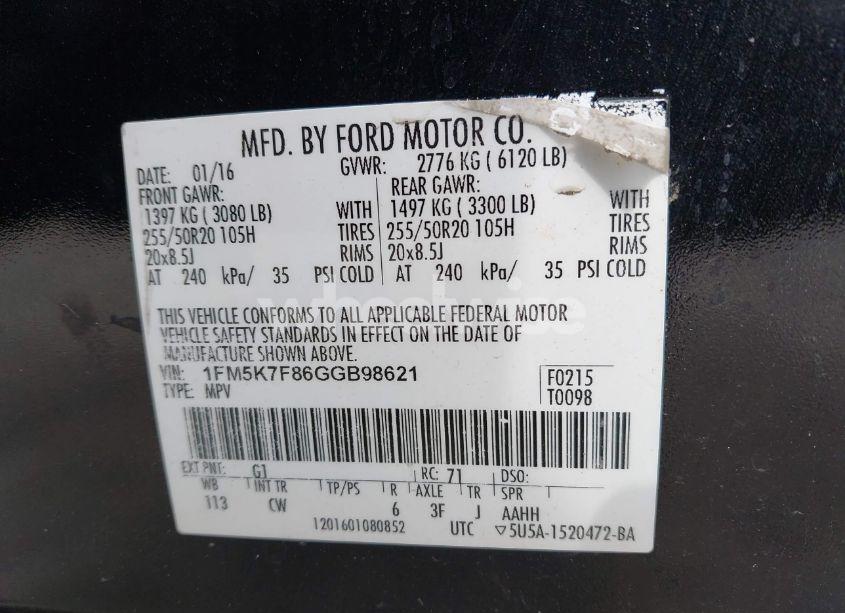 MFD. BY FORD MOTOR CO.
DATE: 01/16 GVWR: 2776 KG ( 6120 LB)
FRONT GAWR: REAR GAWR:
1397 KG ( 3080 LB) WITH 1497 KG ( 3300 LB) WITH
255/50R20 105H TIRES 255/50R20 105H TIRES
20x8.5J RIMS 20x8.5J RIMS
AT 240 kPa/ 35 PSI COLD AT 240 kPa/ 35 PSI COLD
THIS VEHICLE CONFORMS TO ALL APPLICABLE FEDERAL MOTOR
VEHICLE SAFETY STANDARDS IN EFFECT ON THE DATE OF
MANUFACTURE SHOWN ABOVE.
VIN: 1FM5K7F86GGB98621 F0215
TYPE: MPV T0098
EXT PNT: G1 RC: 71 DSO:
WB INT TR TP/PS R AXLE TR SPR
113 CW 6 3F J AAHH
1201601080852 UTC ▽5U5A-1520472-BA